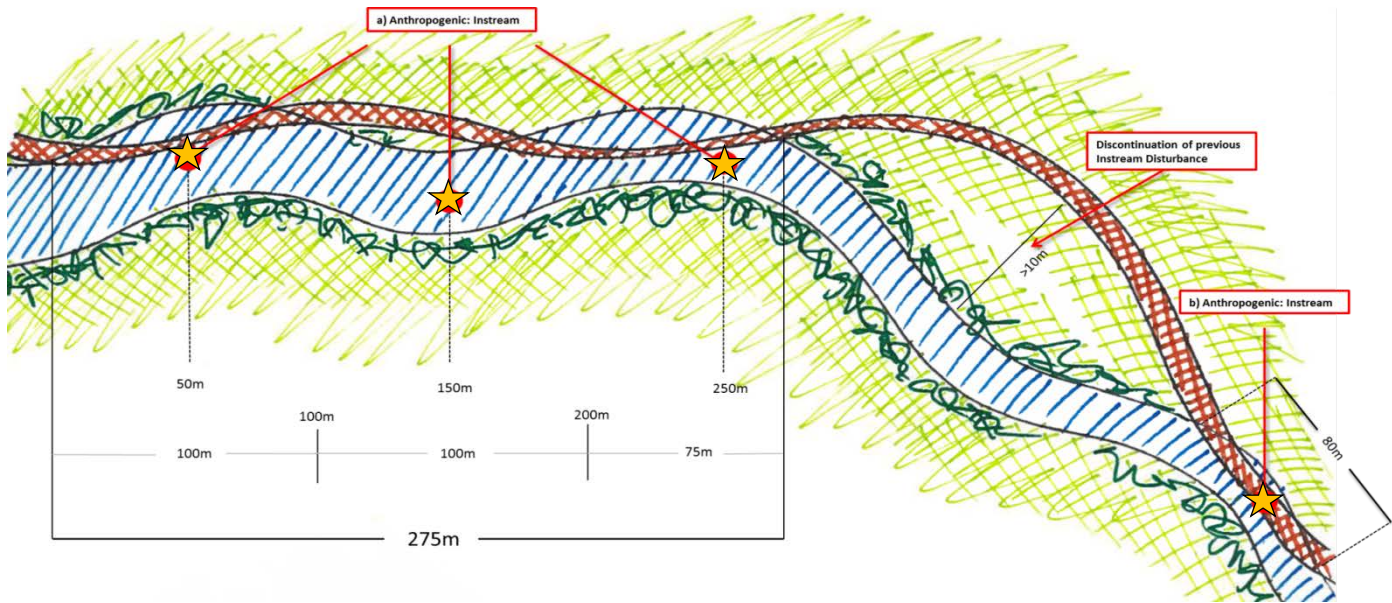 a) Anthropogenic: Instream
Discontinuation of previous
Instream Disturbance
>10m
b) Anthropogenic: Instream
80m
50m
150m
250m
100m
200m
100m
100m
75m
275m